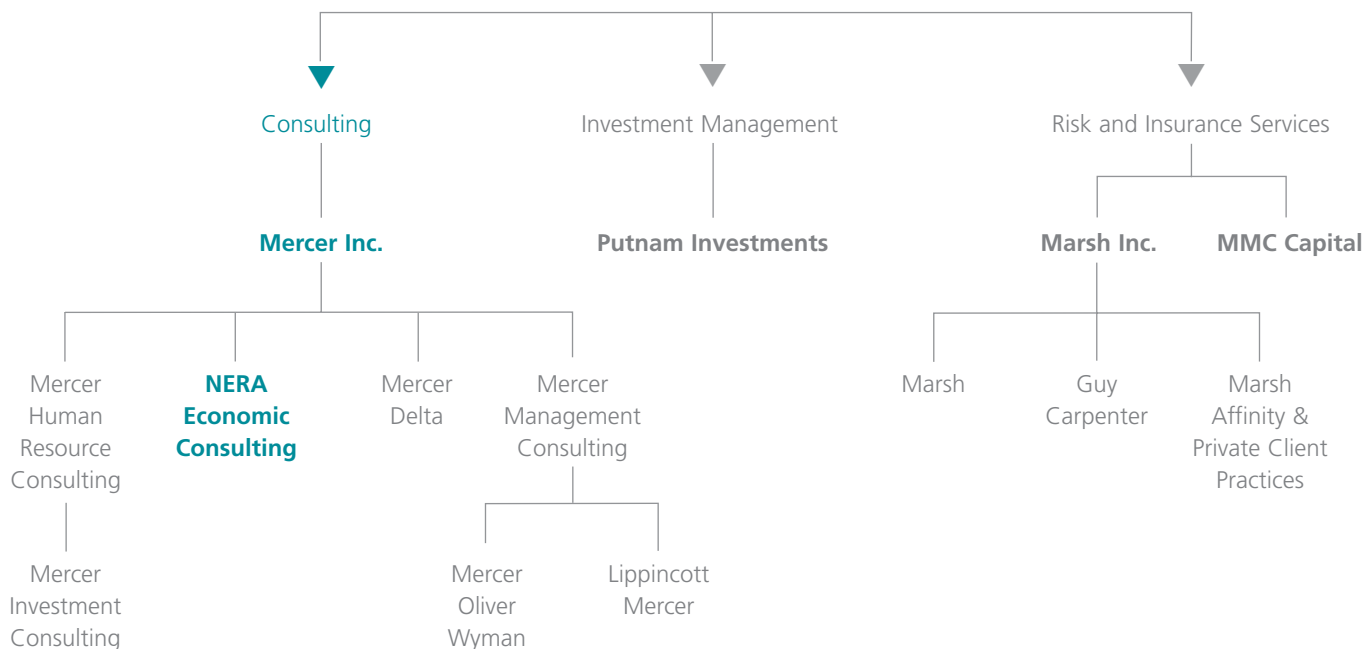 Consulting
Investment Management
Risk and Insurance Services
Mercer Inc.
Putnam Investments
Marsh Inc.
MMC Capital
Mercer
Human
Resource
Consulting
NERA
Economic
Consulting
Mercer
Delta
Mercer
Management
Consulting
Marsh
Guy
Carpenter
Marsh
Affinity &
Private Client
Practices
Mercer
Investment
Consulting
Mercer
Oliver
Wyman
Lippincott
Mercer